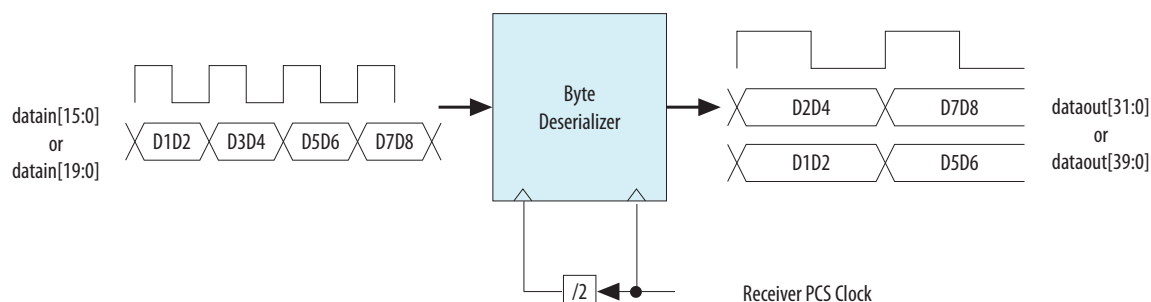 datain[15:0]
or
datain[19:0]
D1D2
D3D4
D5D6
D7D8
Byte
Deserializer
D2D4
D7D8
D1D2
D5D6
dataout[31:0]
or
dataout[39:0]
/2
Receiver PCS Clock